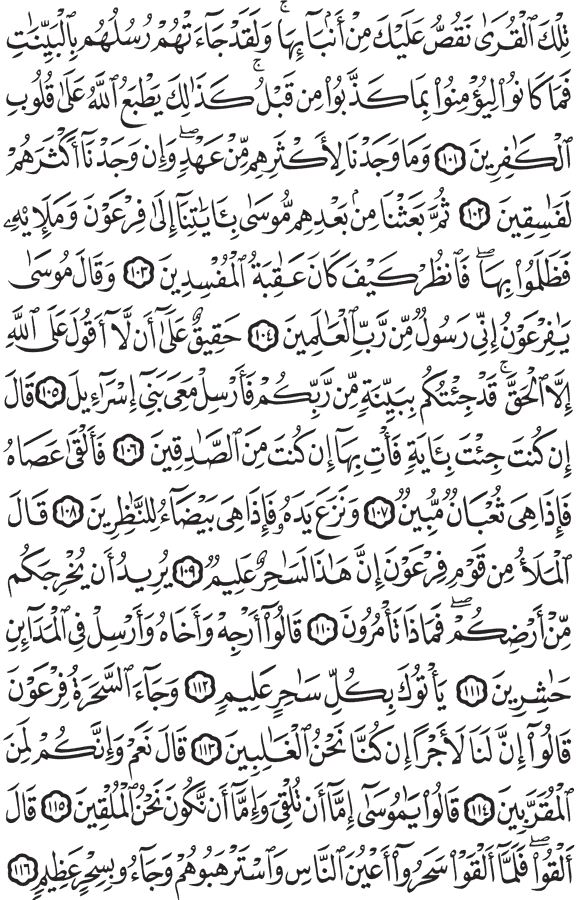 تِلْكَ ٱلْقُرَىٰ نَقُصُّ عَلَيْكَ مِنْ أَنۢبَآئِهَا ۚ وَلَقَدْ جَآءَتْهُمْ رُسُلُهُم بِٱلْبَيِّنَٰتِ
فَمَا كَانُوا۟ لِيُؤْمِنُوا۟ بِمَا كَذَّبُوا۟ مِن قَبْلُ ۚ كَذَٰلِكَ يَطْبَعُ ٱللَّهُ عَلَىٰ قُلُوبِ
ٱلْكَٰفِرِينَ ١٠١ وَمَا وَجَدْنَا لِأَكْثَرِهِم مِّنْ عَهْدٍ ۖ وَإِن وَجَدْنَآ أَكْثَرَهُمْ
لَفَٰسِقِينَ ١٠٢ ثُمَّ بَعَثْنَا مِنۢ بَعْدِهِم مُّوسَىٰ بِـَٔايَٰتِنَآ إِلَىٰ فِرْعَوْنَ وَمَلَإِي۟هِۦ
فَظَلَمُوا۟ بِهَا ۖ فَٱنظُرْ كَيْفَ كَانَ عَٰقِبَةُ ٱلْمُفْسِدِينَ ١٠٣ وَقَالَ مُوسَىٰ
يَٰفِرْعَوْنُ إِنِّى رَسُولٌ مِّن رَّبِّ ٱلْعَٰلَمِينَ ١٠٤ حَقِيقٌ عَلَىٰٓ أَن لَّآ أَقُولَ عَلَى ٱللَّهِ
إِلَّا ٱلْحَقَّ ۚ قَدْ جِئْتُكُم بِبَيِّنَةٍ مِّن رَّبِّكُمْ فَأَرْسِلْ مَعِىَ بَنِىٓ إِسْرَٰٓءِيلَ ١٠٥ قَالَ
إِن كُنتَ جِئْتَ بِـَٔايَةٍ فَأْتِ بِهَآ إِن كُنتَ مِنَ ٱلصَّٰدِقِينَ ١٠٦ فَأَلْقَىٰ عَصَاهُ
فَإِذَا هِىَ ثُعْبَانٌ مُّبِينٌ ١٠٧ وَنَزَعَ يَدَهُۥ فَإِذَا هِىَ بَيْضَآءُ لِلنَّٰظِرِينَ ١٠٨ قَالَ
ٱلْمَلَأُ مِن قَوْمِ فِرْعَوْنَ إِنَّ هَٰذَا لَسَٰحِرٌ عَلِيمٌ ١٠٩ يُرِيدُ أَن يُخْرِجَكُم
مِّنْ أَرْضِكُمْ ۖ فَمَاذَا تَأْمُرُونَ ١١٠ قَالُوٓا۟ أَرْجِهْ وَأَخَاهُ وَأَرْسِلْ فِى ٱلْمَدَآئِنِ
حَٰشِرِينَ ١١١ يَأْتُوكَ بِكُلِّ سَٰحِرٍ عَلِيمٍ ١١٢ وَجَآءَ ٱلسَّحَرَةُ فِرْعَوْنَ
قَالُوٓا۟ إِنَّ لَنَا لَأَجْرًا إِن كُنَّا نَحْنُ ٱلْغَٰلِبِينَ ١١٣ قَالَ نَعَمْ وَإِنَّكُمْ لَمِنَ
ٱلْمُقَرَّبِينَ ١١٤ قَالُوا۟ يَٰمُوسَىٰٓ إِمَّآ أَن تُلْقِىَ وَإِمَّآ أَن نَّكُونَ نَحْنُ ٱلْمُلْقِينَ ١١٥ قَالَ
أَلْقُوا۟ ۖ فَلَمَّآ أَلْقَوْا۟ سَحَرُوٓا۟ أَعْيُنَ ٱلنَّاسِ وَٱسْتَرْهَبُوهُمْ وَجَآءُو بِسِحْرٍ عَظِيمٍ ١١٦